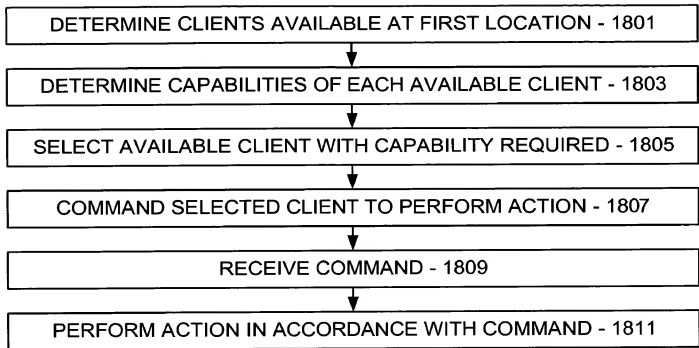 DETERMINE CLIENTS AVAILABLE AT FIRST LOCATION - 1801
DETERMINE CAPABILITIES OF EACH AVAILABLE CLIENT - 1803
SELECT AVAILABLE CLIENT WITH CAPABILITY REQUIRED - 1805
COMMAND SELECTED CLIENT TO PERFORM ACTION - 1807
RECEIVE COMMAND - 1809
PERFORM ACTION IN ACCORDANCE WITH COMMAND - 1811